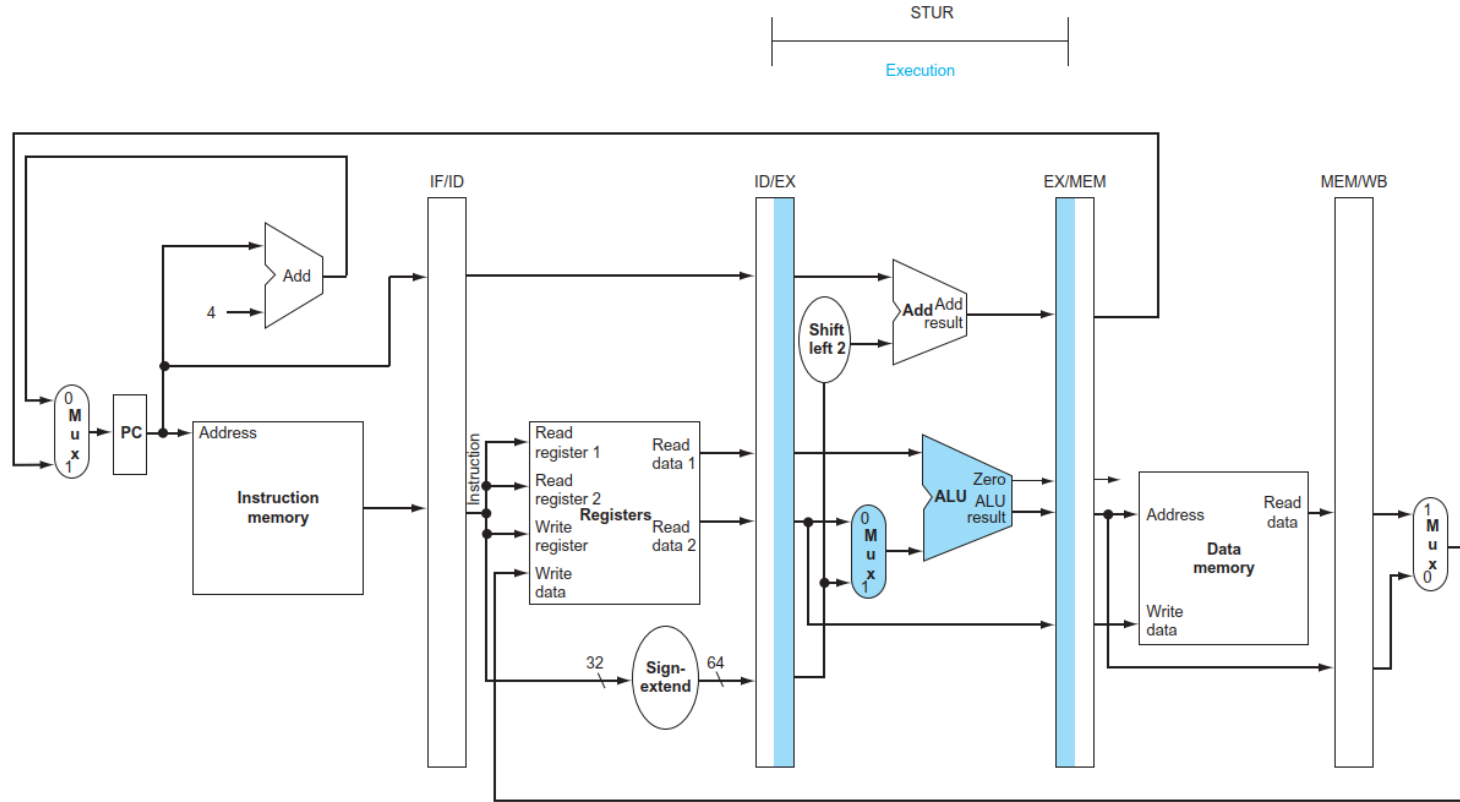 STUR
Execution
IF/ID
ID/EX
EX/MEM
MEM/WB
Add
4
Shift
left 2
Add
Add
result
0
M
u
x
1
PC
Address
Instruction
memory
Instruction
Read
register 1
Read
register 2
Write
register
Write
data
Registers
Read
data 1
Read
data 2
0
M
u
x
1
ALU
Zero
ALU
result
Address
Write
data
Data
memory
Read
data
1
M
u
x
0
32
Sign-
extend
64